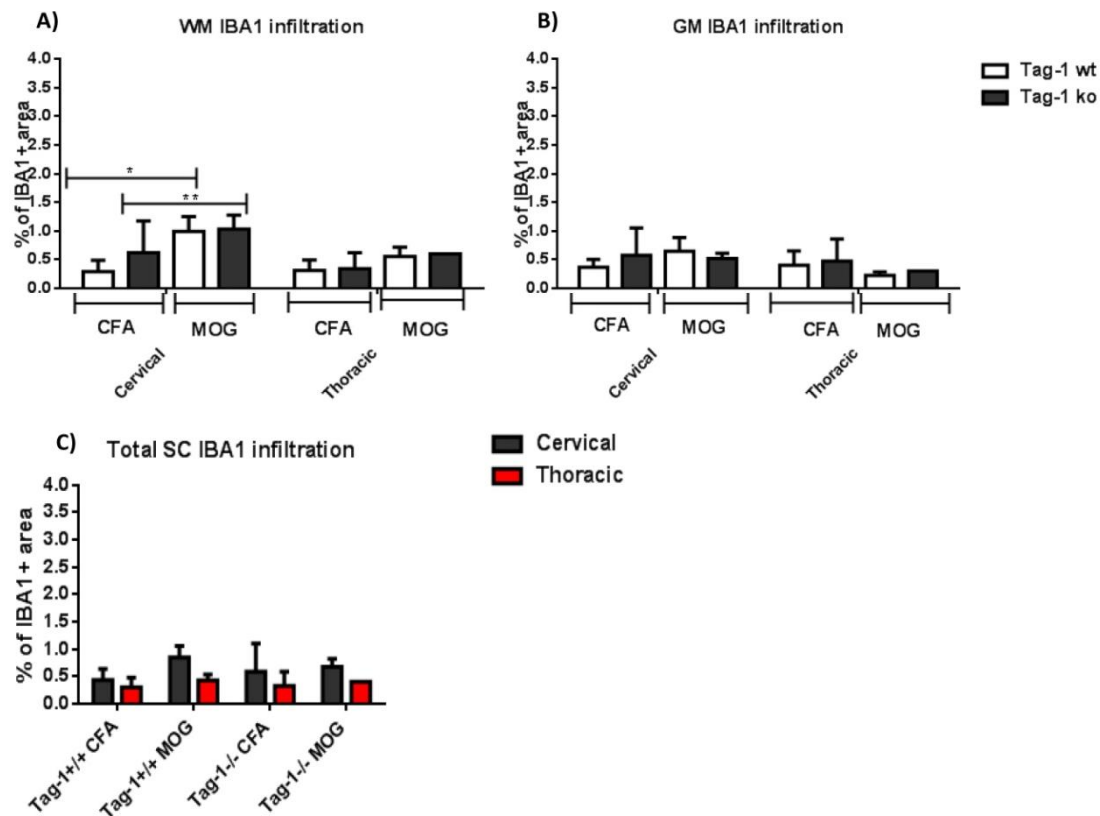 A)
WM IBA1 infiltration
% of IBA1+ area
4.0
3.5
3.0
2.5
2.0
1.5
1.0
0.5
0.0
*
**
CFA
MOG
CFA
MOG
Cervical
Thoracic
B)
GM IBA1 infiltration
% of IBA1+ area
4.0
3.5
3.0
2.5
2.0
1.5
1.0
0.5
0.0
CFA
MOG
CFA
MOG
Cervical
Thoracic
Tag-1 wt
Tag-1 ko
C)
Total SC IBA1 infiltration
% of IBA1+ area
4.0
3.5
3.0
2.5
2.0
1.5
1.0
0.5
0.0
Tag-1+/+ CFA
Tag-1+/+ MOG
Tag-1-/- CFA
Tag-1-/- MOG
Cervical
Thoracic